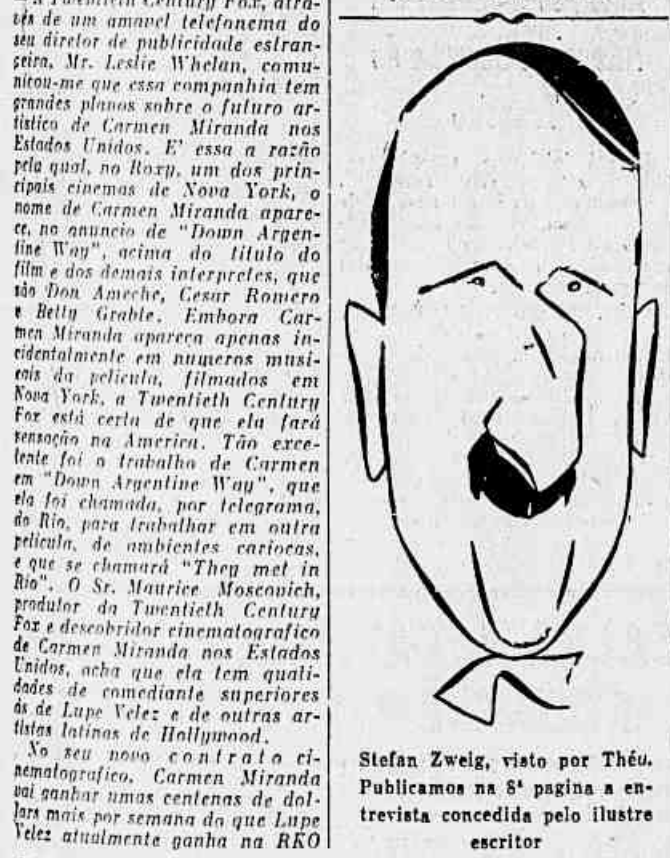 A Twentieth Century Fox, atra-
vés de um amavel telefonema do
seu diretor de publicidade estran-
geira, Mr. Leslie Whelan, comu-
nicou-me que essa companhia tem
grandes planos sobre o futuro ar-
tistico de Carmen Miranda nos
Estados Unidos. E' essa a razão
pela qual, no Roxy, um dos prin-
cipais cinemas de Nova York, o
nome de Carmen Miranda apare-
ce, no anuncio de "Down Argen-
tine Way", acima do titulo do
film e dos demais interpretes, que
são Don Ameche, Cesar Romero
e Betty Grable. Embora Car-
men Miranda apareça apenas in-
cidentalmente em numeros musi-
cais da pelicula, filmados em
Nova York, a Twentieth Century
Fox está certa de que ela fará
sensação na America. Tão exce-
lente foi o trabalho de Carmen
em "Down Argentine Way", que
ela foi chamada, por telegrama,
do Rio, para trabalhar em outra
pelicula, de ambientes cariocas,
e que se chamará "They met in
Rio". O Sr. Maurice Moscovich,
produtor da Twentieth Century
Fox e descobridor cinematografico
de Carmen Miranda nos Estados
Unidos, acha que ela tem quali-
dades de comediante superiores
ás de Lupe Velez e de outras ar-
tistas latinas de Hollywood.
No seu novo contrato ci-
nematografico, Carmen Miranda
vai ganhar umas centenas de dol-
lars mais por semana do que Lupe
Velez atualmente ganha na RKO
Stefan Zweig, visto por Théu.
Publicamos na 8ª pagina a en-
trevista concedida pelo ilustre
escritor